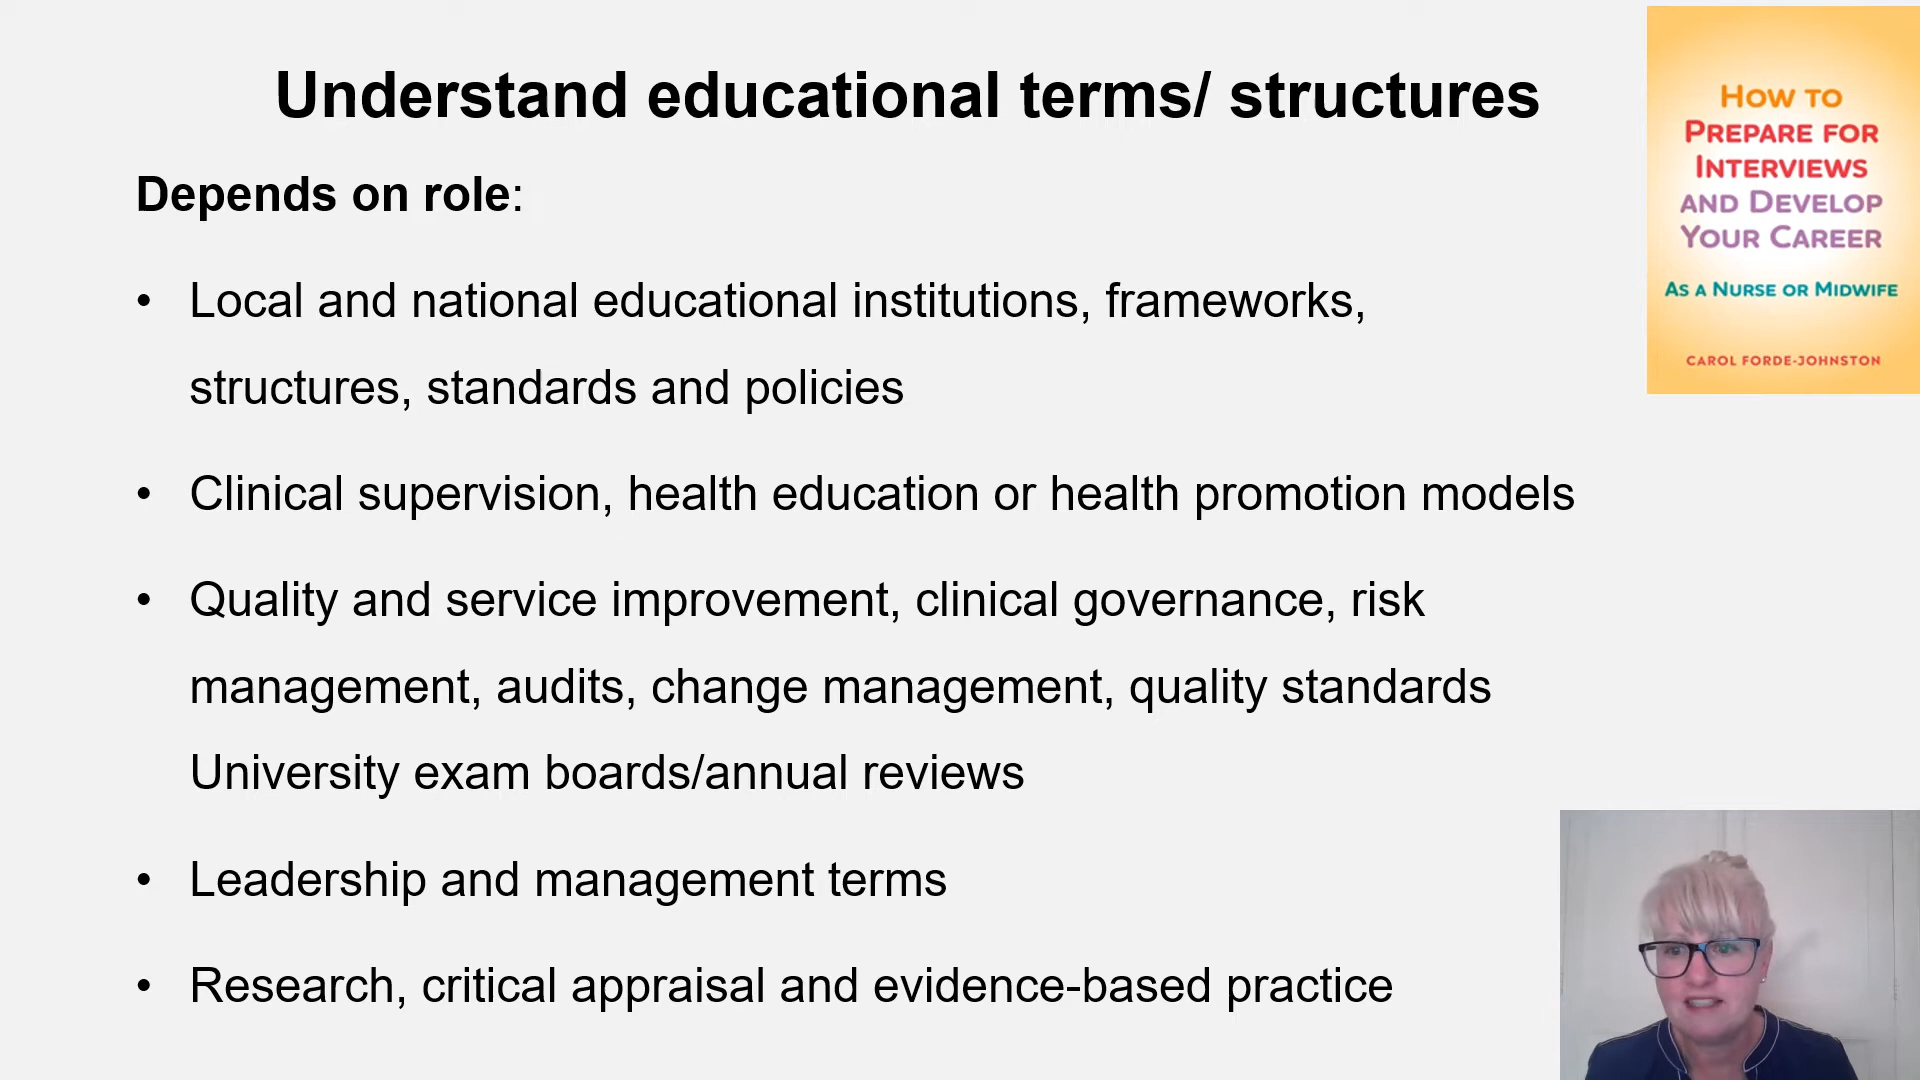 Understand educational terms/ structures
Depends on role:
• Local and national educational institutions, frameworks,
structures, standards and policies
• Clinical supervision, health education or health promotion models
• Quality and service improvement, clinical governance, risk
management, audits, change management, quality standards
University exam boards/annual reviews
• Leadership and management terms
• Research, critical appraisal and evidence-based practice
HOW TO
PREPARE FOR
INTERVIEWS
AND DEVELOP
YOUR CAREER
AS A NURSE OR MIDWIFE
CAROL FORDE-JOHNSTON